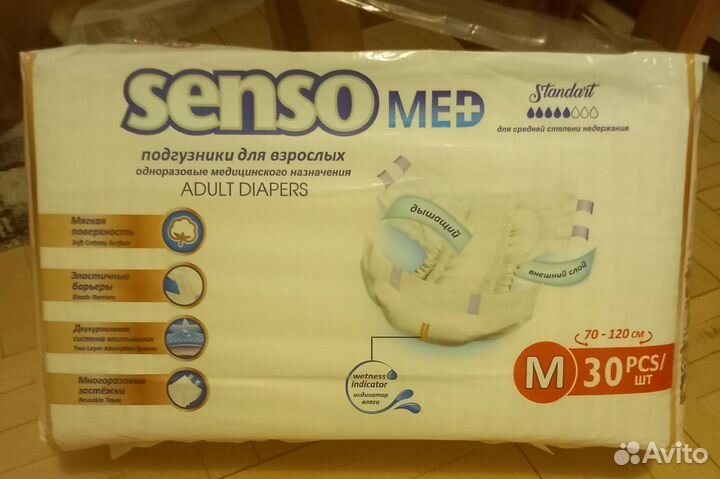 senso MED
Standart
для средней степени недержания
подгузники для взрослых
одноразовые медицинского назначения
ADULT DIAPERS
Мягкая
поверхность
Soft Cottony Surface
Эластичные
барьеры
Elastic Barriers
Двухуровневая
система впитывания
Two Layer Absorption System
Многоразовые
застёжки
Reusable Tapes
дышащий
внешний слой
wetness
indicator
индикатор
влаги
70 - 120 СМ
M 30 PCS/
ШТ
Avito